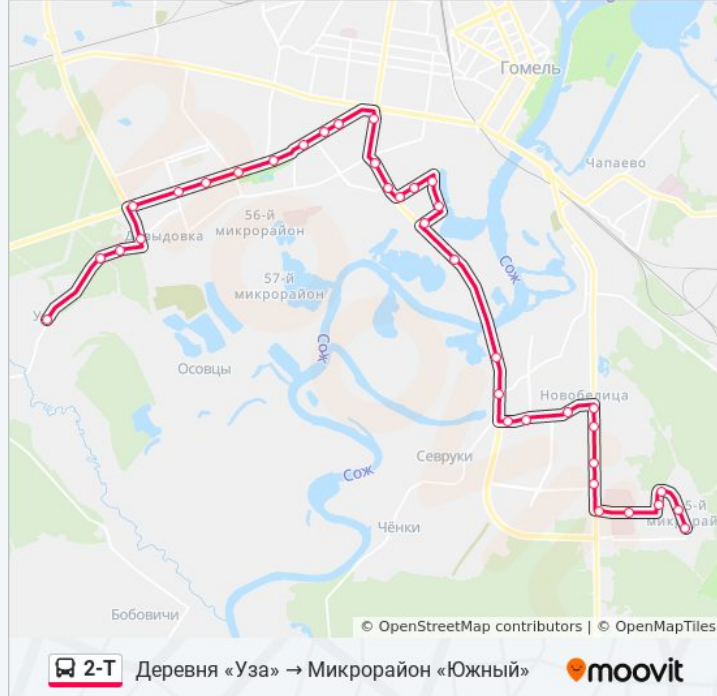 Гомель
Чапаево
56-й
микрорайон
Давыдовка
57-й
микрорайон
Сож
Сож
Осовцы
Новобелица
Севруки
Сож
Чёнки
Бобовичи
© OpenStreetMap contributors | © OpenMapTiles
2-Т Деревня «Уза» → Микрорайон «Южный» moovit